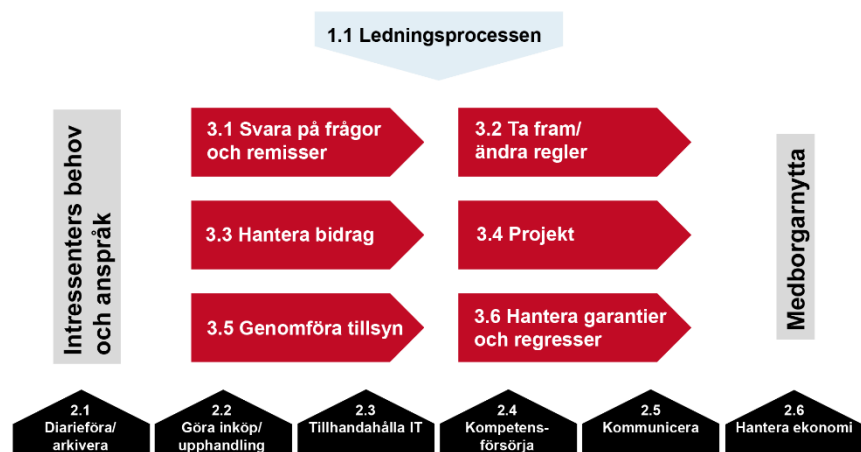 1.1 Ledningsprocessen
Intressenters behov
och anspråk
3.1 Svara på frågor
och remisser
3.2 Ta fram/
ändra regler
3.3 Hantera bidrag
3.4 Projekt
3.5 Genomföra tillsyn
3.6 Hantera garantier
och regresser
Medborgarnytta
2.1
Diarieföra/
arkivera
2.2
Göra inköp/
upphandling
2.3
Tillhandahålla IT
2.4
Kompetens-
försörja
2.5
Kommunicera
2.6
Hantera ekonomi